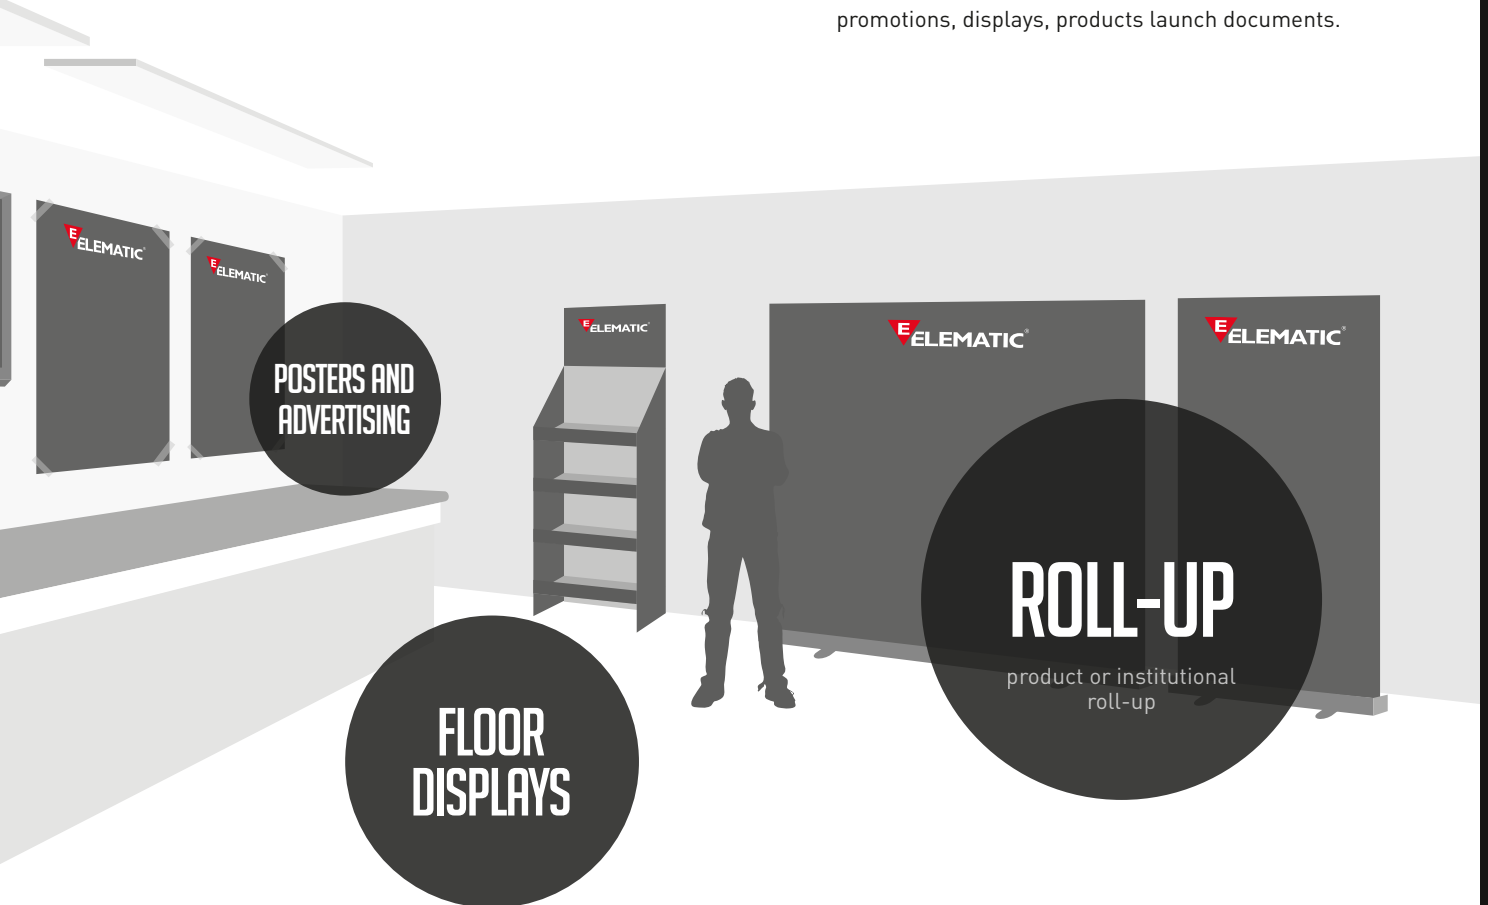 promotions, displays, products launch documents.
E ELEMATIC®
E ELEMATIC®
E ELEMATIC®
E ELEMATIC®
E ELEMATIC®
POSTERS AND
ADVERTISING
ROLL-UP
product or institutional
roll-up
FLOOR
DISPLAYS